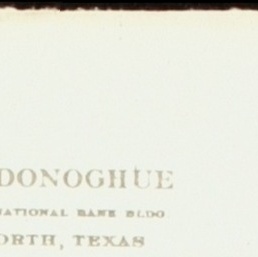 DONOGHUE
NATIONAL BANK BLDG
ORTH, TEXAS